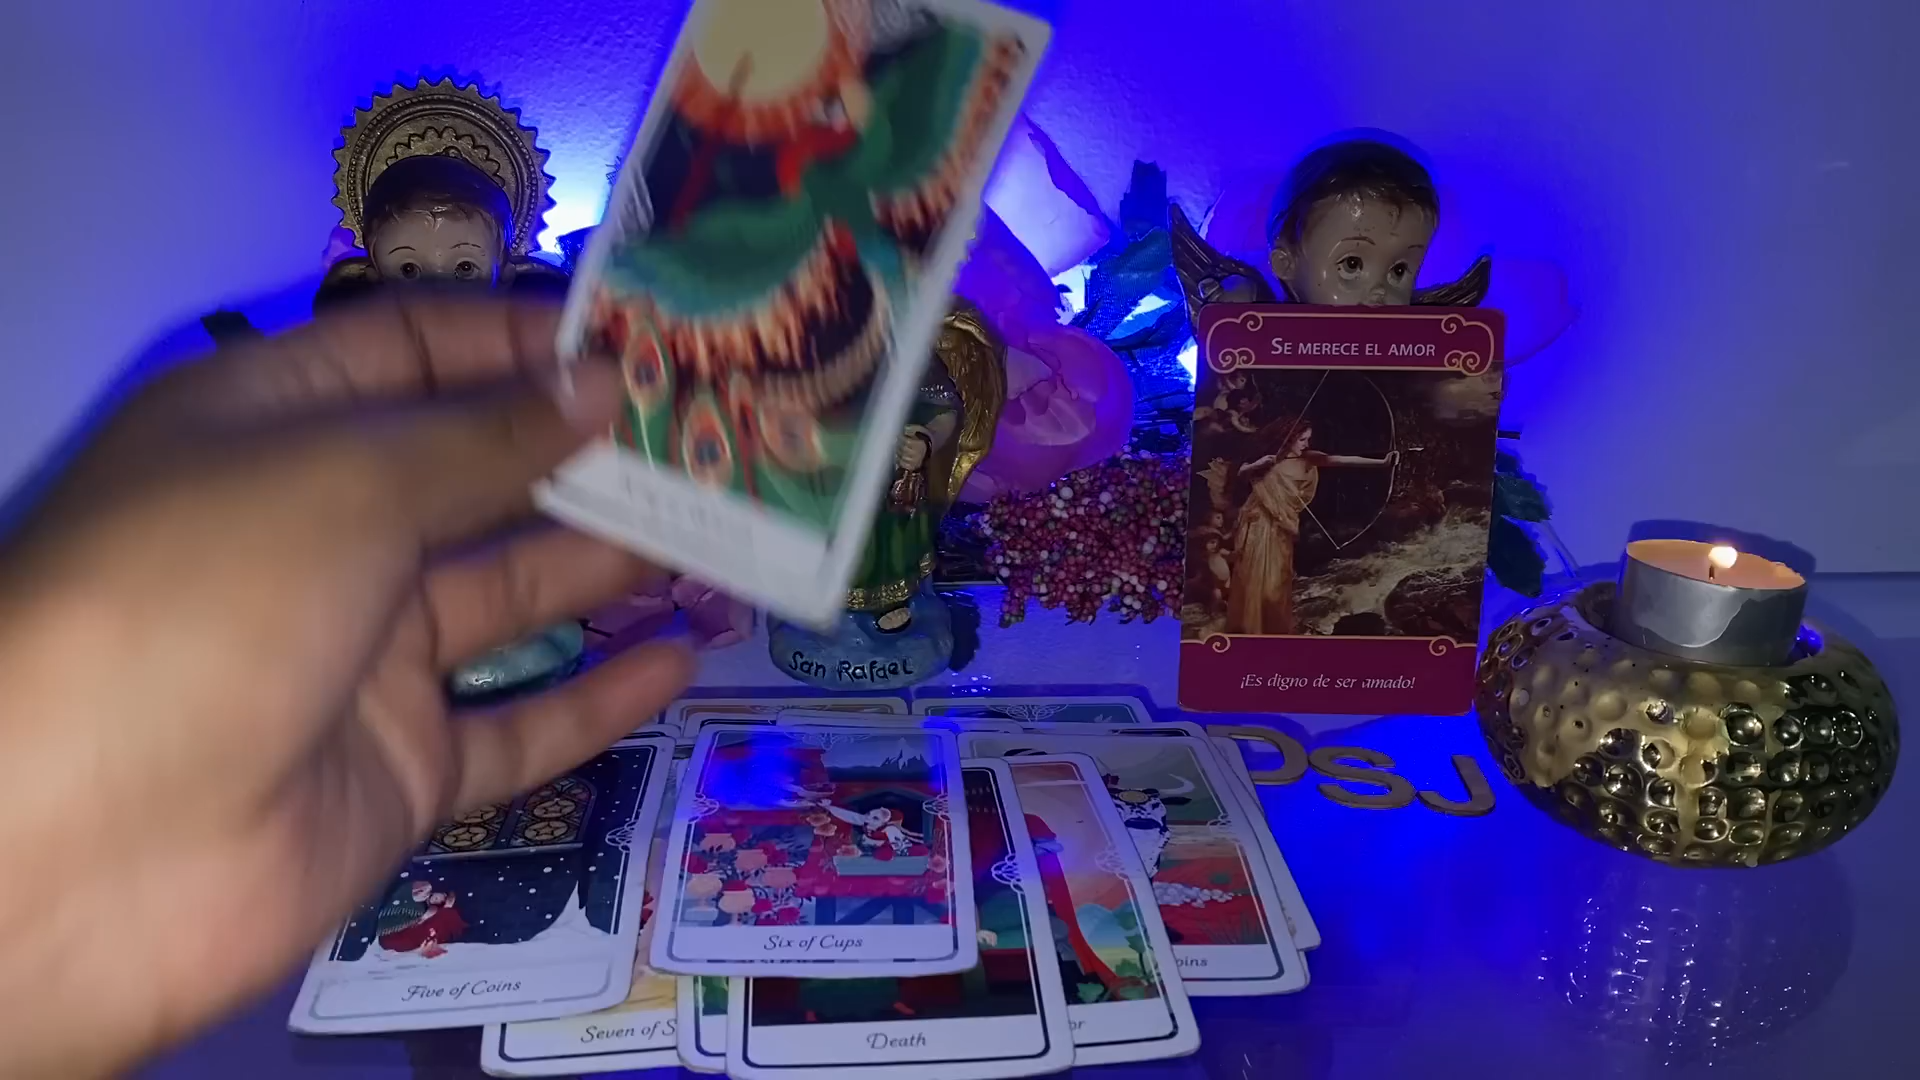 SE MERECE EL AMOR
¡Es digno de ser amado!
San Rafael
DSJ
Six of Cups
Five of Coins
Seven of S
Death